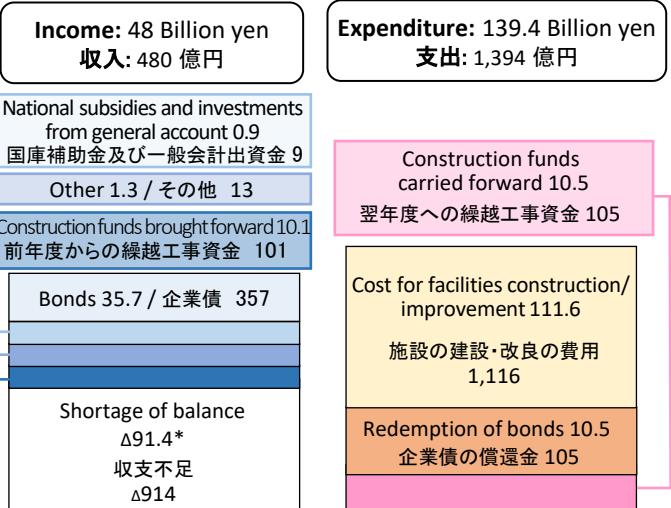 Income: 48 Billion yen
収入: 480 億円
Expenditure: 139.4 Billion yen
支出: 1,394 億円
National subsidies and investments
from general account 0.9
国庫補助金及び一般会計出資金 9
Other 1.3 / その他 13
Construction funds brought forward 10.1
前年度からの繰越工事資金 101
Bonds 35.7 / 企業債 357
Shortage of balance
Δ91.4*
収支不足
Δ914
Construction funds
carried forward 10.5
翌年度への繰越工事資金 105
Cost for facilities construction/
improvement 111.6
施設の建設・改良の費用
1,116
Redemption of bonds 10.5
企業債の償還金 105